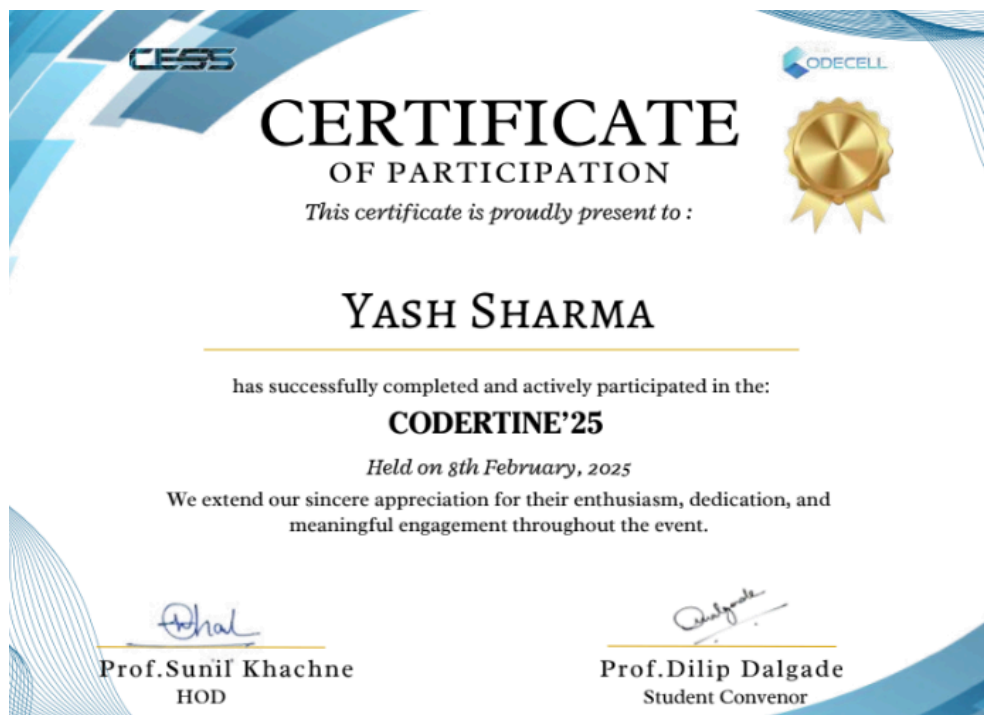 CESS
CODECELL
CERTIFICATE
OF PARTICIPATION
This certificate is proudly present to :
YASH SHARMA
has successfully completed and actively participated in the:
CODERTINE’25
Held on 8th February, 2025
We extend our sincere appreciation for their enthusiasm, dedication, and
meaningful engagement throughout the event.
Prof.Sunil Khachne
Prof.Dilip Dalgade
HOD
Student Convenor